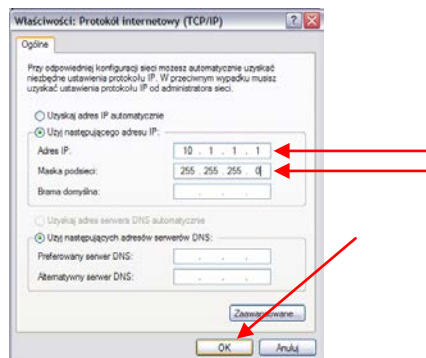 Właściwości: Protokół internetowy (TCP/IP)
Ogólne
Przy odpowiedniej konfiguracji sieci możesz automatycznie uzyskać
niezbędne ustawienia protokołu IP. W przeciwnym wypadku musisz
uzyskać ustawienia protokołu IP od administratora sieci.
Uzyskaj adres IP automatycznie
Użyj następującego adresu IP:
Adres IP: 10 . 1 . 1 . 1
Maska podsieci: 255 . 255 . 255 . 0
Brama domyślna: . . .
Uzyskaj adres serwera DNS automatycznie
Użyj następujących adresów serwerów DNS:
Preferowany serwer DNS: . . .
Alternatywny serwer DNS: . . .
Zaawansowane...
OK Anuluj